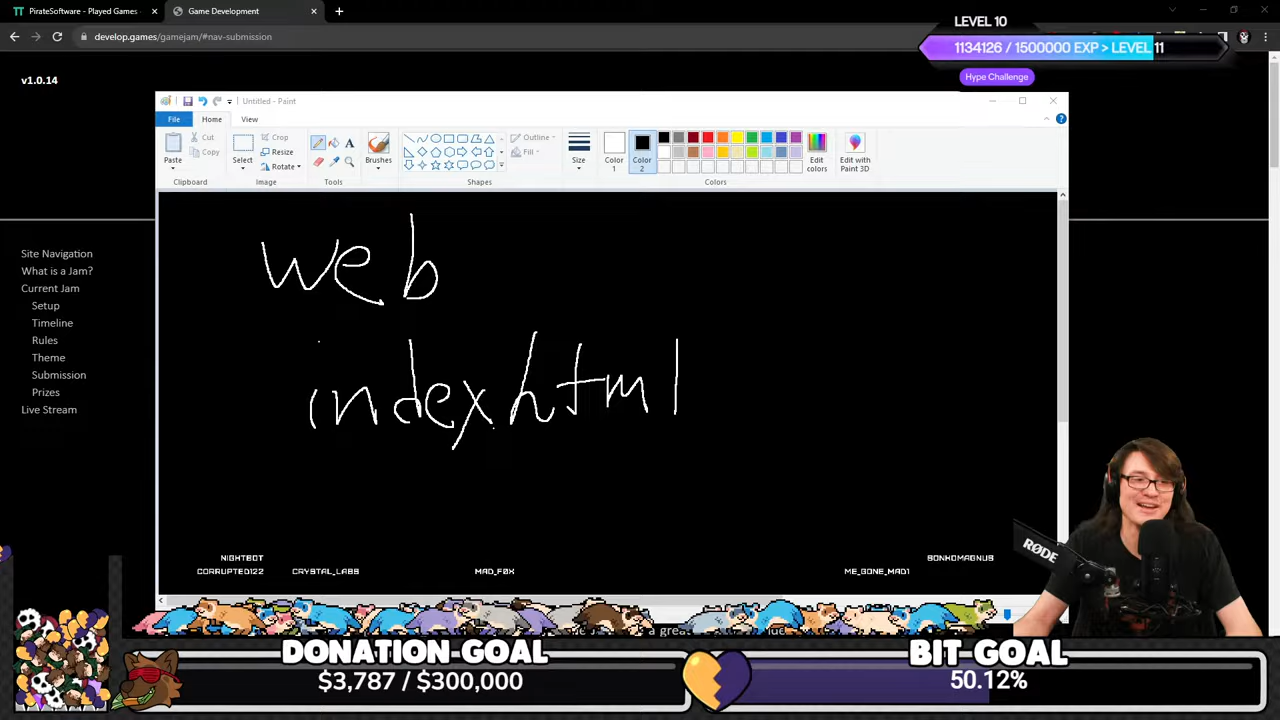 PirateSoftware - Played Games -
Game Development
develop.games/gamejam/#nav-submission
LEVEL 10
1134126 / 1500000 EXP > LEVEL 11
Hype Challenge
v1.0.14
Untitled - Paint
File
Home
View
Paste
Cut
Copy
Clipboard
Select
Crop
Resize
Rotate
Image
Tools
Brushes
Shapes
Outline
Fill
Size
Color 1
Color 2
Colors
Edit colors
Edit with Paint 3D
Site Navigation
What is a Jam?
Current Jam
Setup
Timeline
Rules
Theme
Submission
Prizes
Live Stream
web
index.html
RØDE
NIGHTBOT
CORRUPTED122
CRYSTAL_LABS
MAD_F0X
ME_GONE_MAD1
SONHOMAGNUS
DONATION GOAL
$3,787 / $300,000
BIT GOAL
50.12%